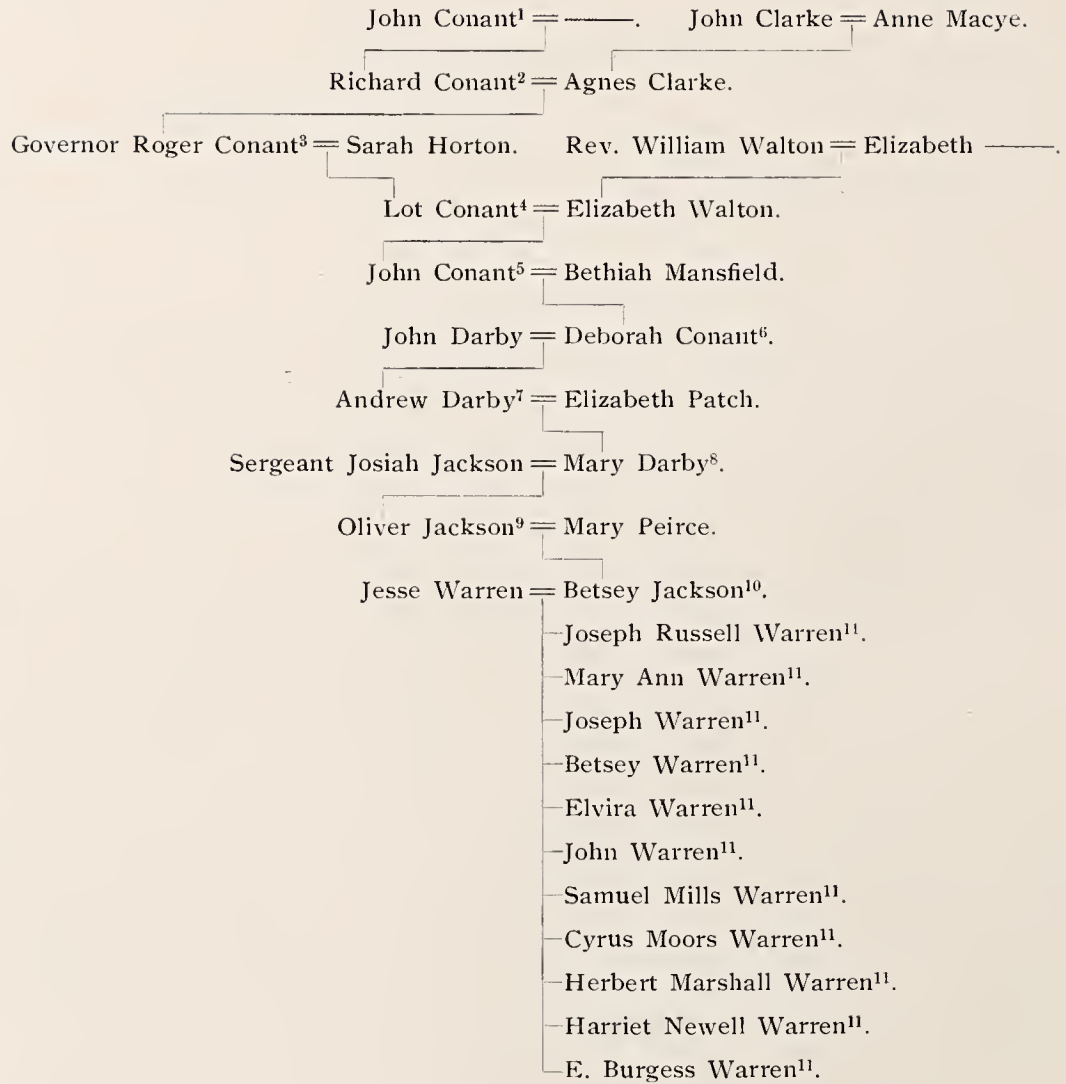 John Conant¹ = ———. John Clarke = Anne Macye.
Richard Conant² = Agnes Clarke.
Governor Roger Conant³ = Sarah Horton. Rev. William Walton = Elizabeth ———.
Lot Conant⁴ = Elizabeth Walton.
John Conant⁵ = Bethiah Mansfield.
John Darby = Deborah Conant⁶.
Andrew Darby⁷ = Elizabeth Patch.
Sergeant Josiah Jackson = Mary Darby⁸.
Oliver Jackson⁹ = Mary Peirce.
Jesse Warren = Betsey Jackson¹⁰.
Joseph Russell Warren¹¹.
Mary Ann Warren¹¹.
Joseph Warren¹¹.
Betsey Warren¹¹.
Elvira Warren¹¹.
John Warren¹¹.
Samuel Mills Warren¹¹.
Cyrus Moors Warren¹¹.
Herbert Marshall Warren¹¹.
Harriet Newell Warren¹¹.
E. Burgess Warren¹¹.